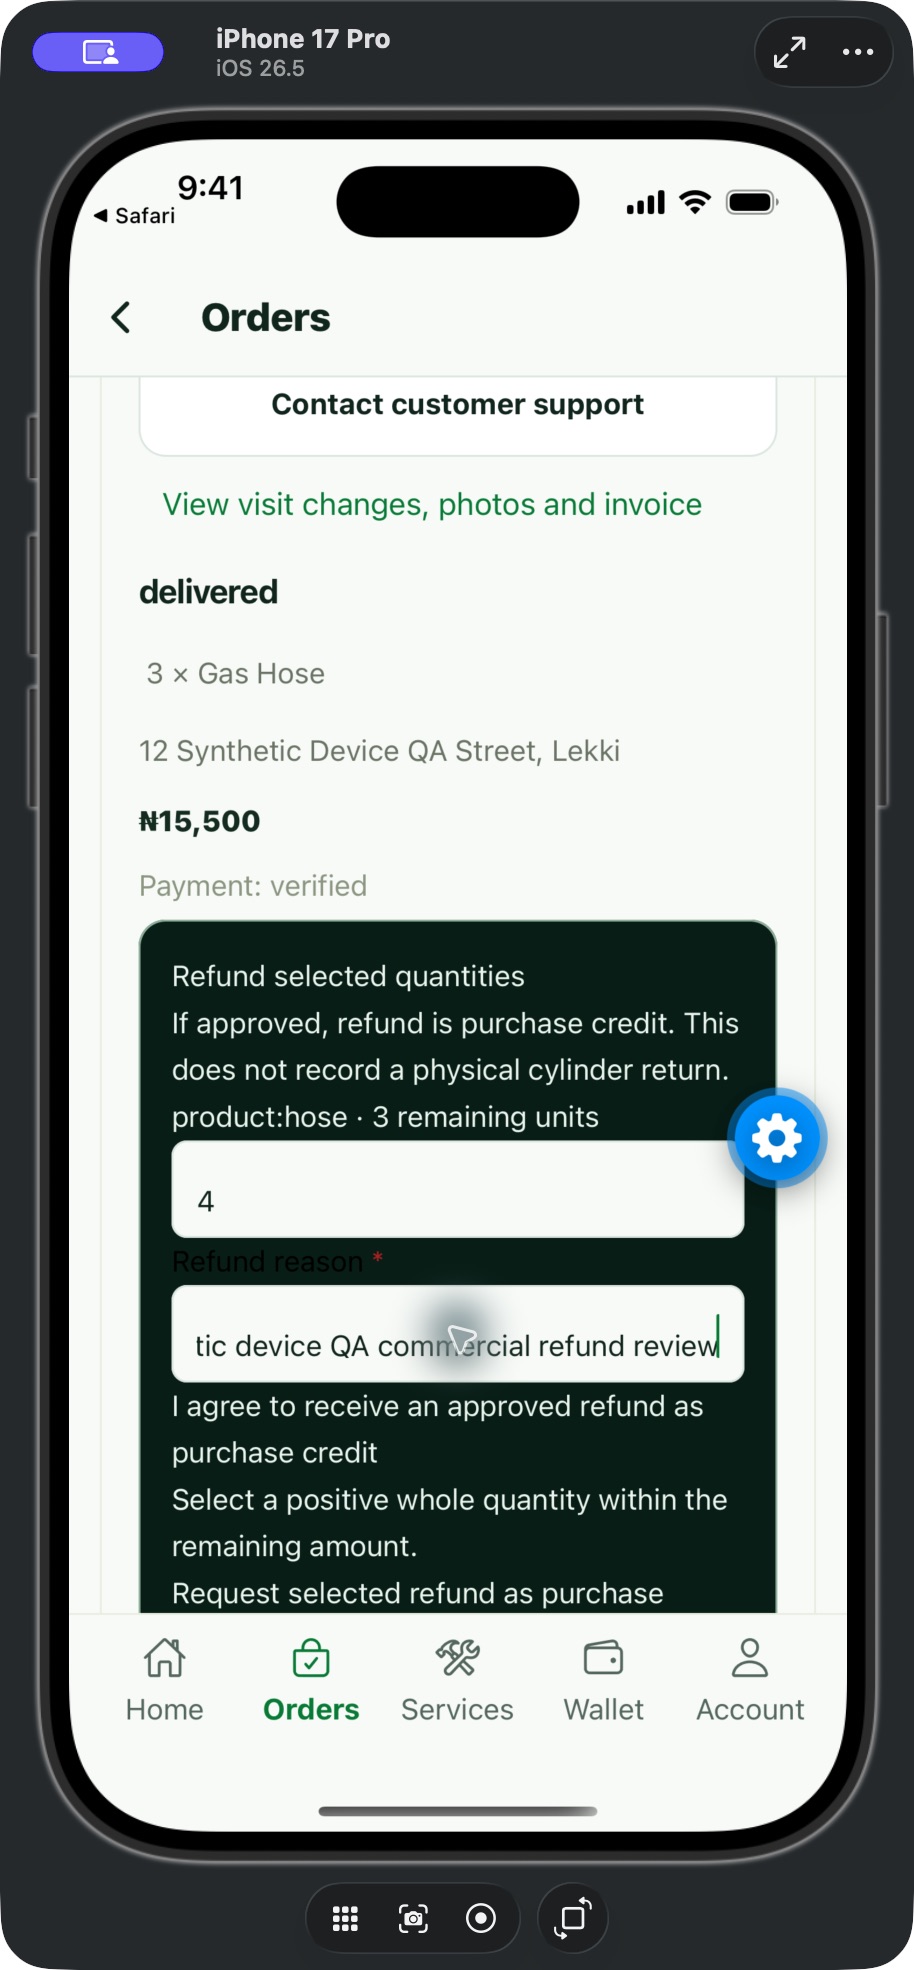 iPhone 17 Pro
iOS 26.5
9:41
◀ Safari
Orders
Contact customer support
View visit changes, photos and invoice
delivered
3 × Gas Hose
12 Synthetic Device QA Street, Lekki
₦15,500
Payment: verified
Refund selected quantities
If approved, refund is purchase credit. This
does not record a physical cylinder return.
product:hose · 3 remaining units
4
Refund reason *
tic device QA commercial refund review
I agree to receive an approved refund as
purchase credit
Select a positive whole quantity within the
remaining amount.
Request selected refund as purchase
Home
Orders
Services
Wallet
Account